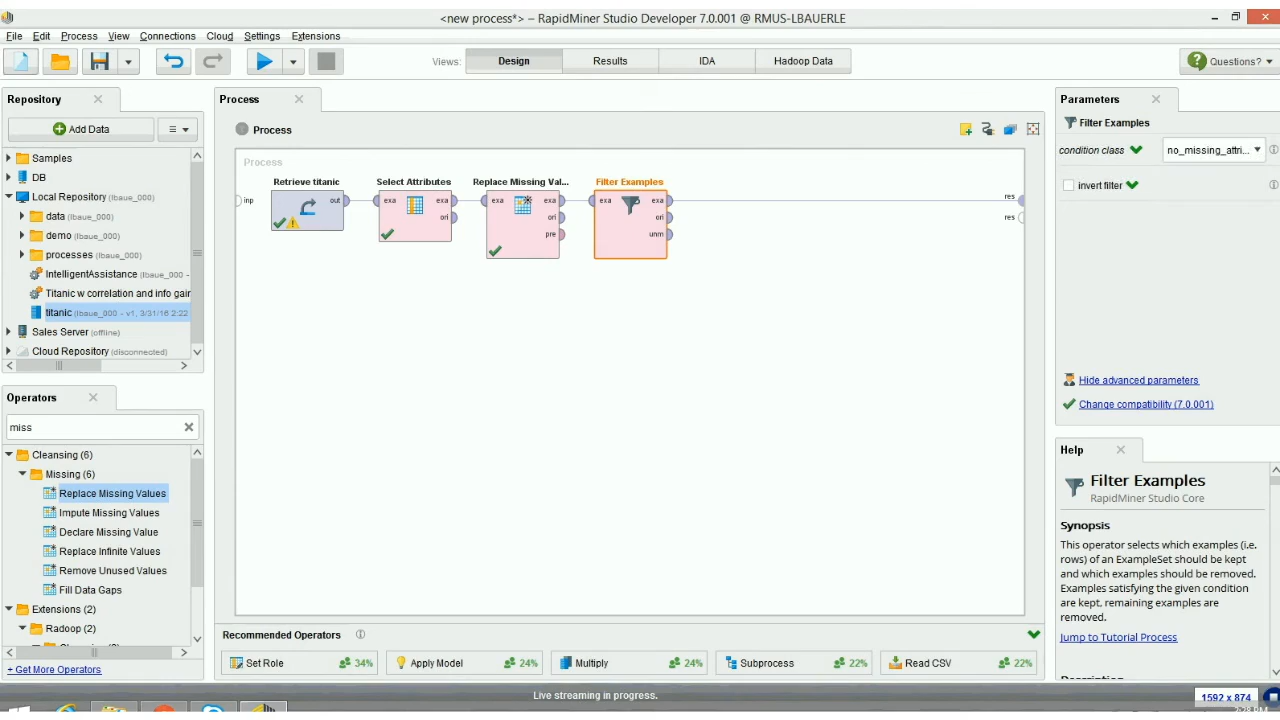 <new process*> – RapidMiner Studio Developer 7.0.001 @ RMUS-LBAUERLE
File Edit Process View Connections Cloud Settings Extensions
Views: Design Results IDA Hadoop Data Questions?
Repository
Add Data
Samples
DB
Local Repository (lbaue_000)
data (lbaue_000)
demo (lbaue_000)
processes (lbaue_000)
IntelligentAssistance (lbaue_000 -
Titanic w correlation and info gain
titanic (lbaue_000 - v1, 3/31/16 2:22
Sales Server (offline)
Cloud Repository (disconnected)
Operators
miss
Cleansing (6)
Missing (6)
Replace Missing Values
Impute Missing Values
Declare Missing Value
Replace Infinite Values
Remove Unused Values
Fill Data Gaps
Extensions (2)
Radoop (2)
+ Get More Operators
Process
Process
Process
inp
Retrieve titanic
out
Select Attributes
exa exa
ori
Replace Missing Val...
exa exa
ori
pre
Filter Examples
exa exa
ori
unm
res
res
Recommended Operators
Set Role 34% Apply Model 24% Multiply 24% Subprocess 22% Read CSV 22%
Parameters
Filter Examples
condition class no_missing_attri...
invert filter
Hide advanced parameters
Change compatibility (7.0.001)
Help
Filter Examples
RapidMiner Studio Core
Synopsis
This operator selects which examples (i.e.
rows) of an ExampleSet should be kept
and which examples should be removed.
Examples satisfying the given condition
are kept, remaining examples are
removed.
Jump to Tutorial Process
Live streaming in progress.
1592 x 874